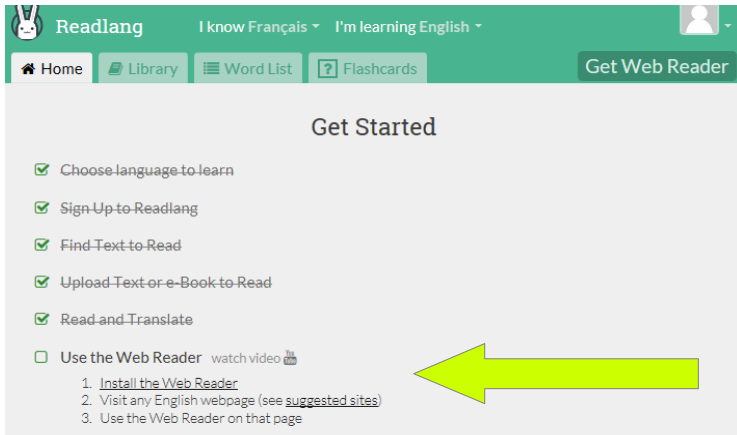 Readlang I know Français I'm learning English
Home Library Word List ? Flashcards Get Web Reader
Get Started
Choose language to learn
Sign Up to Readlang
Find Text to Read
Upload Text or e-Book to Read
Read and Translate
Use the Web Reader watch video
1. Install the Web Reader
2. Visit any English webpage (see suggested sites)
3. Use the Web Reader on that page